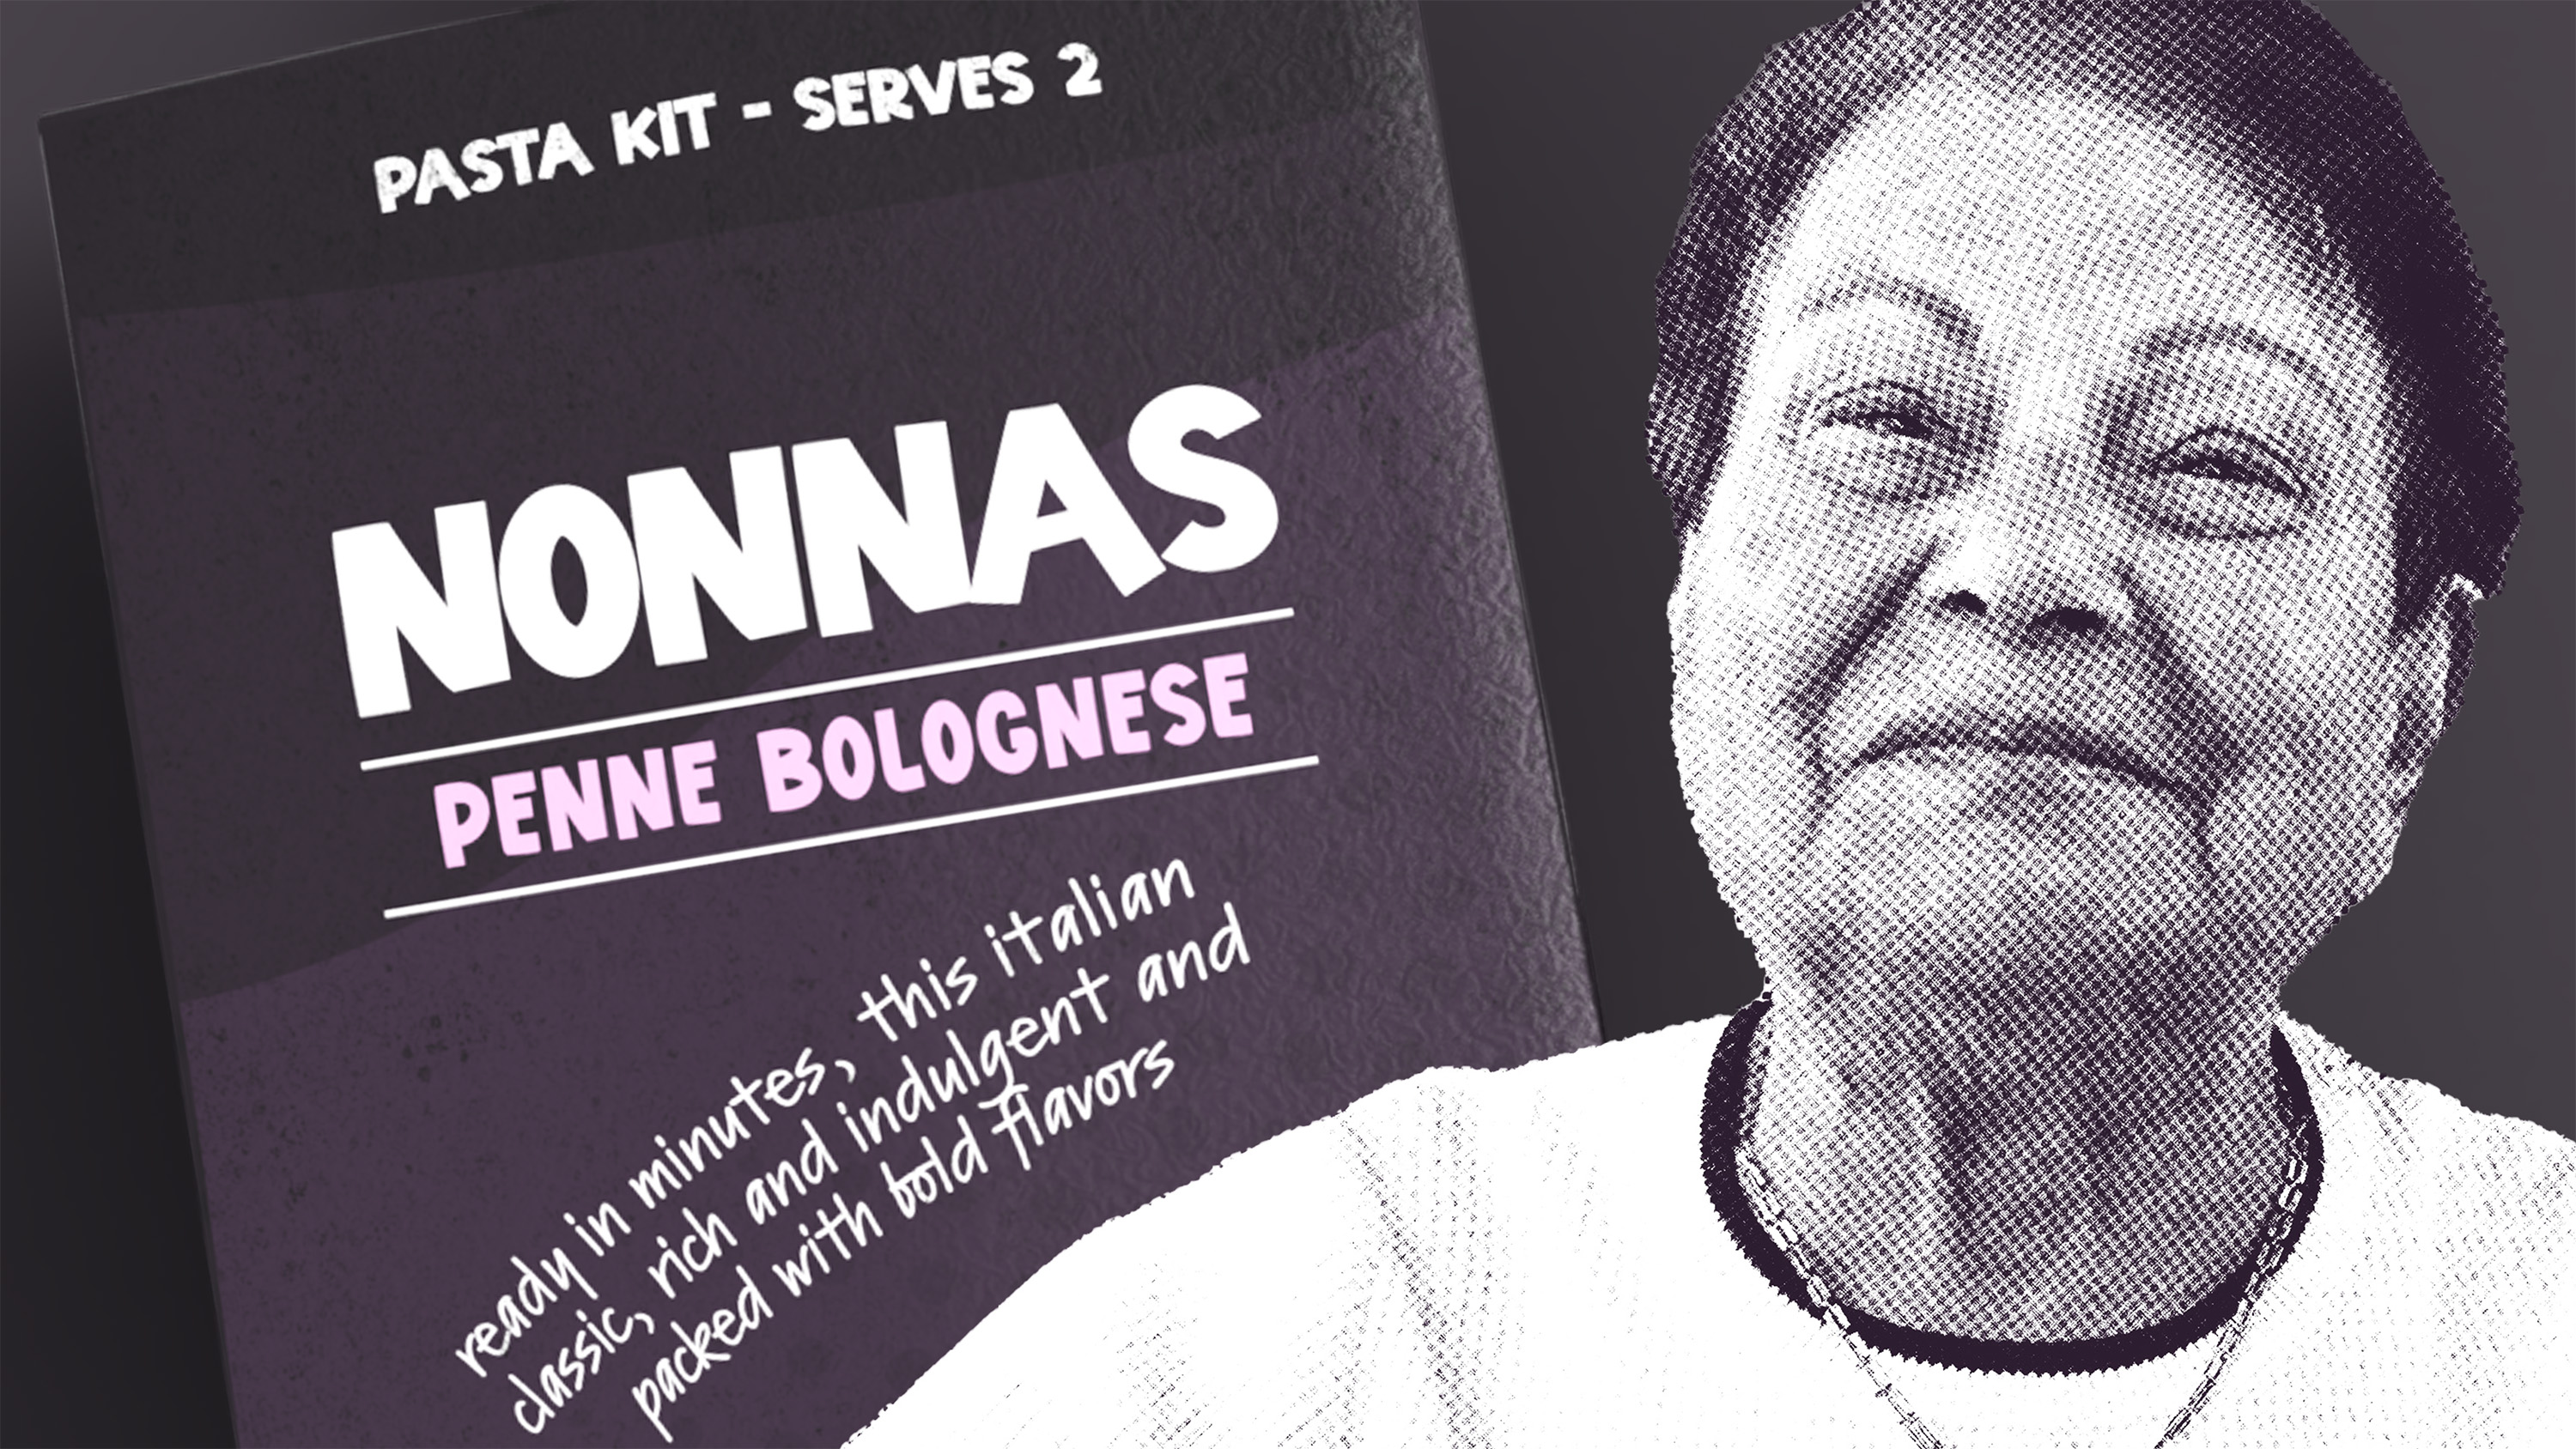 PASTA KIT - SERVES 2
NONNAS
PENNE BOLOGNESE
ready in minutes, this italian
classic, rich and indulgent and
packed with bold flavors